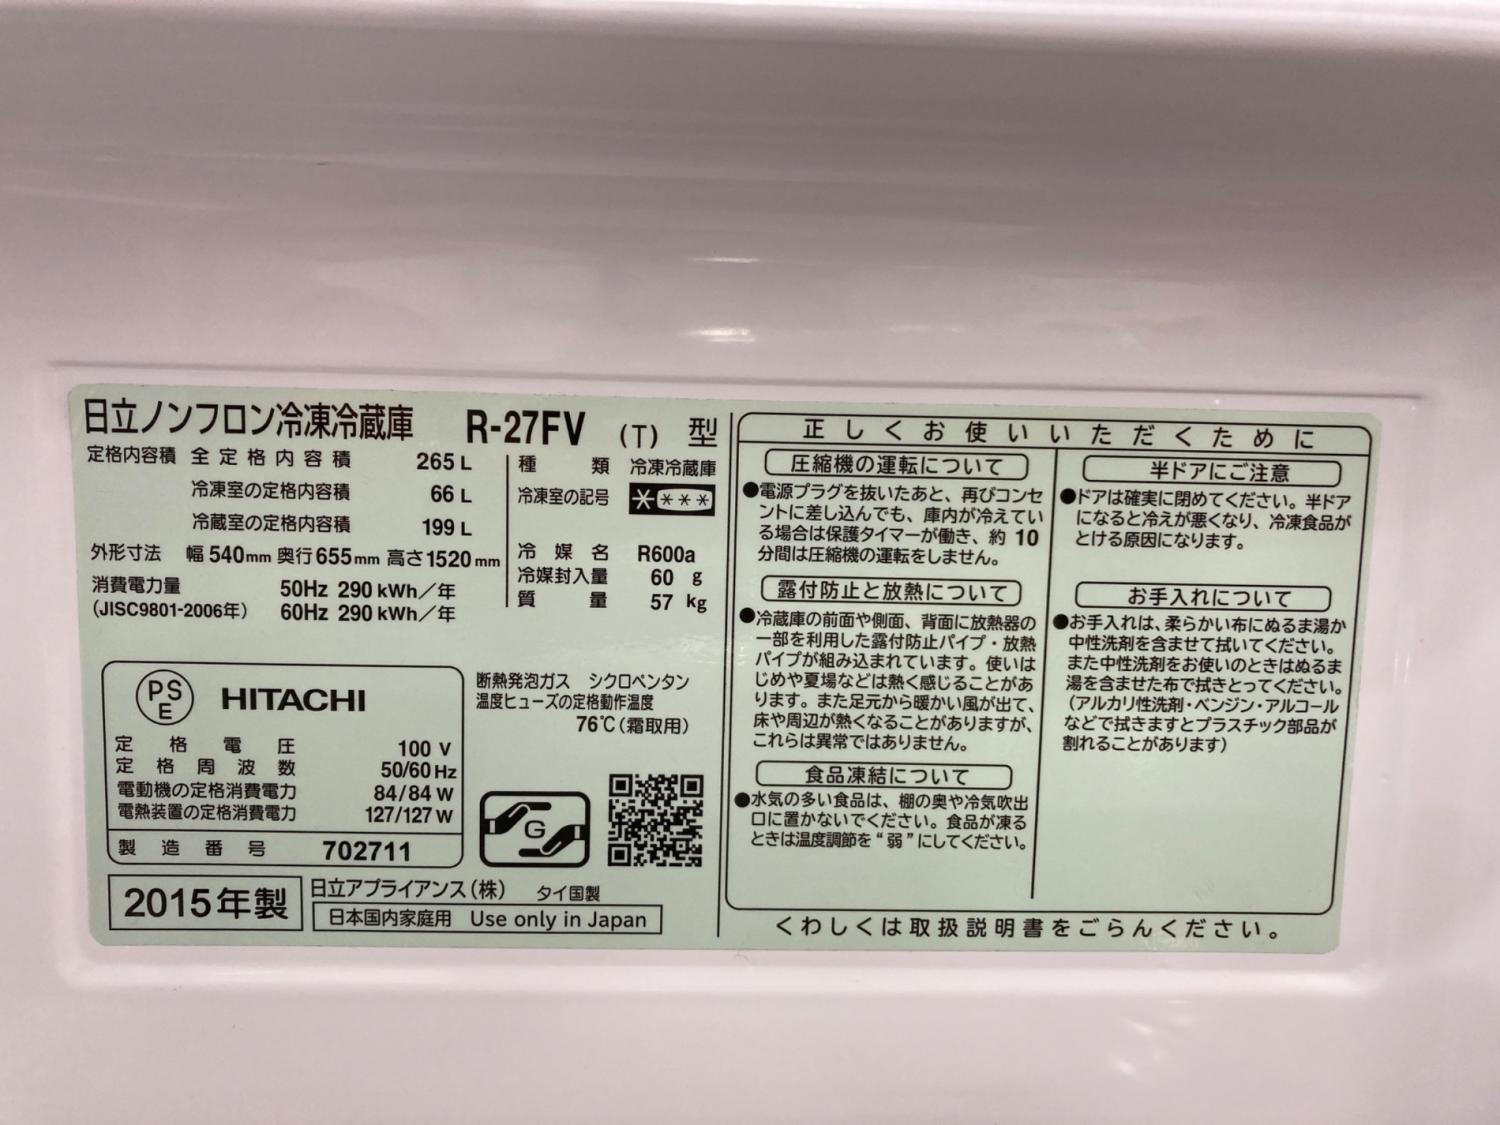 日立ノンフロン冷凍冷蔵庫 R-27FV (T) 型
定格内容積 全定格内容積 265 L
冷凍室の定格内容積 66 L
冷蔵室の定格内容積 199 L
外形寸法 幅 540mm 奥行 655mm 高さ 1520mm
消費電力量 50Hz 290 kWh/年
(JISC9801-2006年) 60Hz 290 kWh/年
種類 冷凍冷蔵庫
冷凍室の記号 ****
冷媒名 R600a
冷媒封入量 60 g
質量 57 kg
PSE HITACHI
定格電圧 100 V
定格周波数 50/60 Hz
電動機の定格消費電力 84/84 W
電熱装置の定格消費電力 127/127 W
製造番号 702711
断熱発泡ガス シクロペンタン
温度ヒューズの定格動作温度
76℃(霜取用)
G
2015年製
日立アプライアンス(株) タイ国製
日本国内家庭用 Use only in Japan
正しくお使いいただくために
圧縮機の運転について
●電源プラグを抜いたあと、再びコンセ
ントに差し込んでも、庫内が冷えてい
る場合は保護タイマーが働き、約10
分間は圧縮機の運転をしません。
露付防止と放熱について
●冷蔵庫の前面や側面、背面に放熱器の
一部を利用した露付防止パイプ・放熱
パイプが組み込まれています。使いは
じめや夏場などは熱く感じることがあ
ります。また足元から暖かい風が出て、
床や周辺が熱くなることがありますが、
これらは異常ではありません。
食品凍結について
●水気の多い食品は、棚の奥や冷気吹出
口に置かないでください。食品が凍る
ときは温度調節を“弱”にしてください。
半ドアにご注意
●ドアは確実に閉めてください。半ドア
になると冷えが悪くなり、冷凍食品が
とける原因になります。
お手入れについて
●お手入れは、柔らかい布にぬるま湯か
中性洗剤を含ませて拭いてください。
また中性洗剤をお使いのときはぬるま
湯を含ませた布で拭きとってください。
(アルカリ性洗剤・ベンジン・アルコール
などで拭きますとプラスチック部品が
割れることがあります)
くわしくは取扱説明書をごらんください。